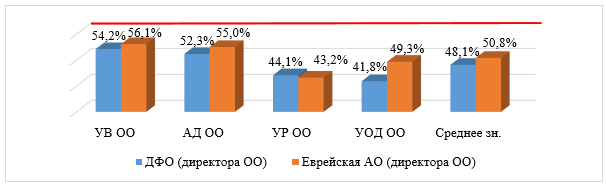 54,2% 56,1% 52,3% 55,0% 44,1% 43,2% 41,8% 49,3% 48,1% 50,8%
УВ ОО АД ОО УР ОО УОД ОО Среднее зн.
ДФО (директора ОО) Еврейская АО (директора ОО)